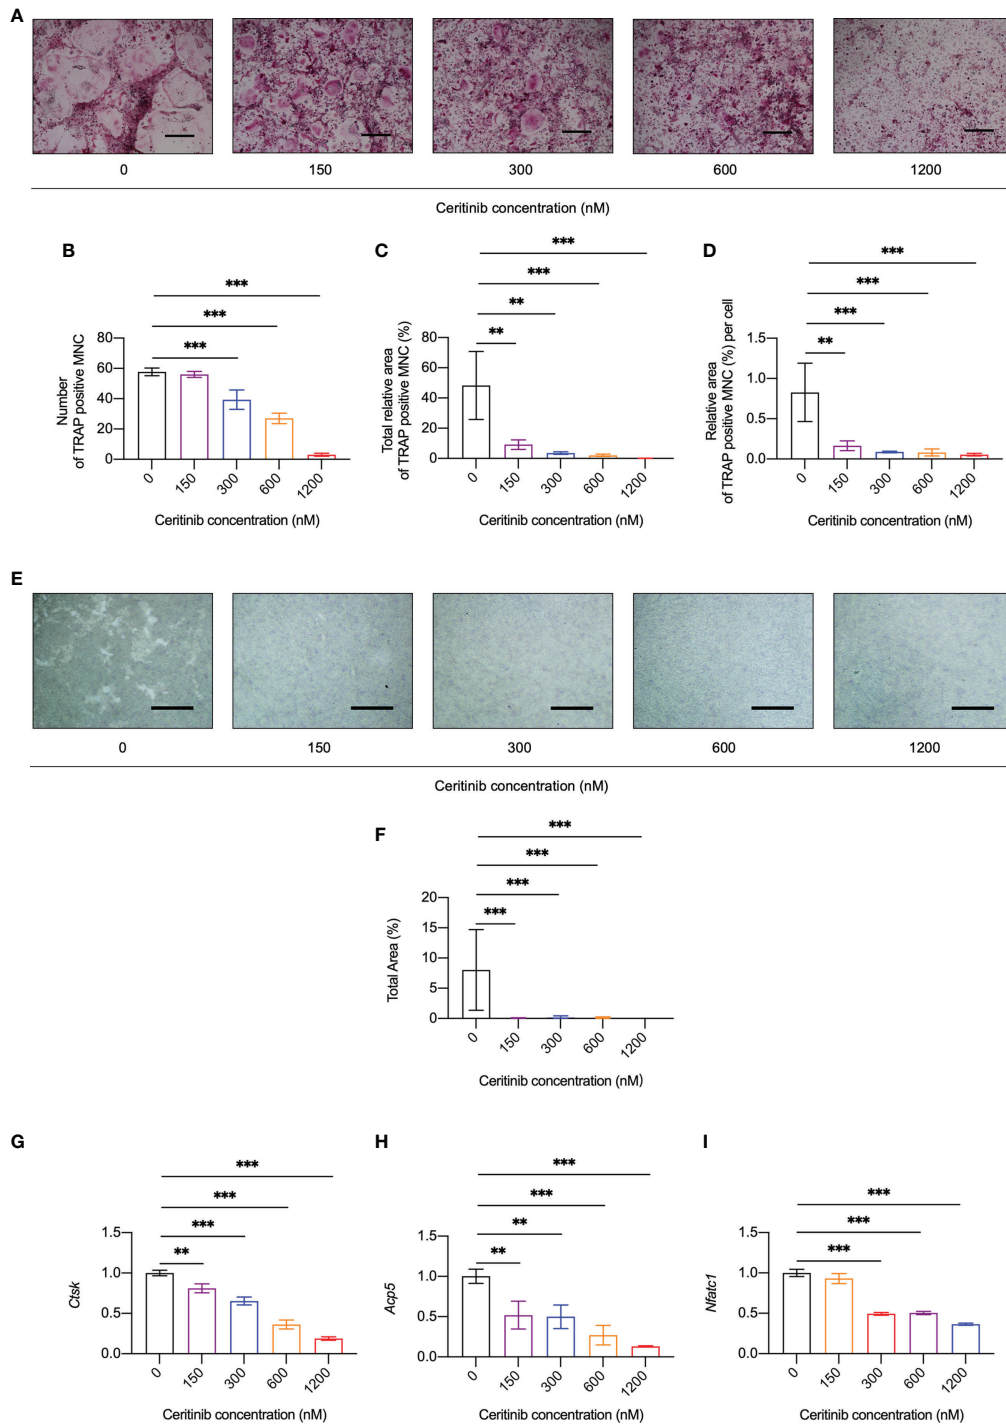 A
0 150 300 600 1200
Ceritinib concentration (nM)
B
***
***
***
Number
of TRAP positive MNC
80
60
40
20
0
0 150 300 600 1200
Ceritinib concentration (nM)
C
***
***
**
**
Total relative area
of TRAP positive MNC (%)
80
60
40
20
0
0 150 300 600 1200
Ceritinib concentration (nM)
D
***
***
***
**
Relative area
of TRAP positive MNC (%) per cell
1.5
1.0
0.5
0.0
0 150 300 600 1200
Ceritinib concentration (nM)
E
0 150 300 600 1200
Ceritinib concentration (nM)
F
***
***
***
***
Total Area (%)
20
15
10
5
0
0 150 300 600 1200
Ceritinib concentration (nM)
G
***
***
***
**
Ctsk
1.5
1.0
0.5
0.0
0 150 300 600 1200
Ceritinib concentration (nM)
H
***
***
**
**
Acp5
1.5
1.0
0.5
0.0
0 150 300 600 1200
Ceritinib concentration (nM)
I
***
***
***
Nfatc1
1.5
1.0
0.5
0.0
0 150 300 600 1200
Ceritinib concentration (nM)